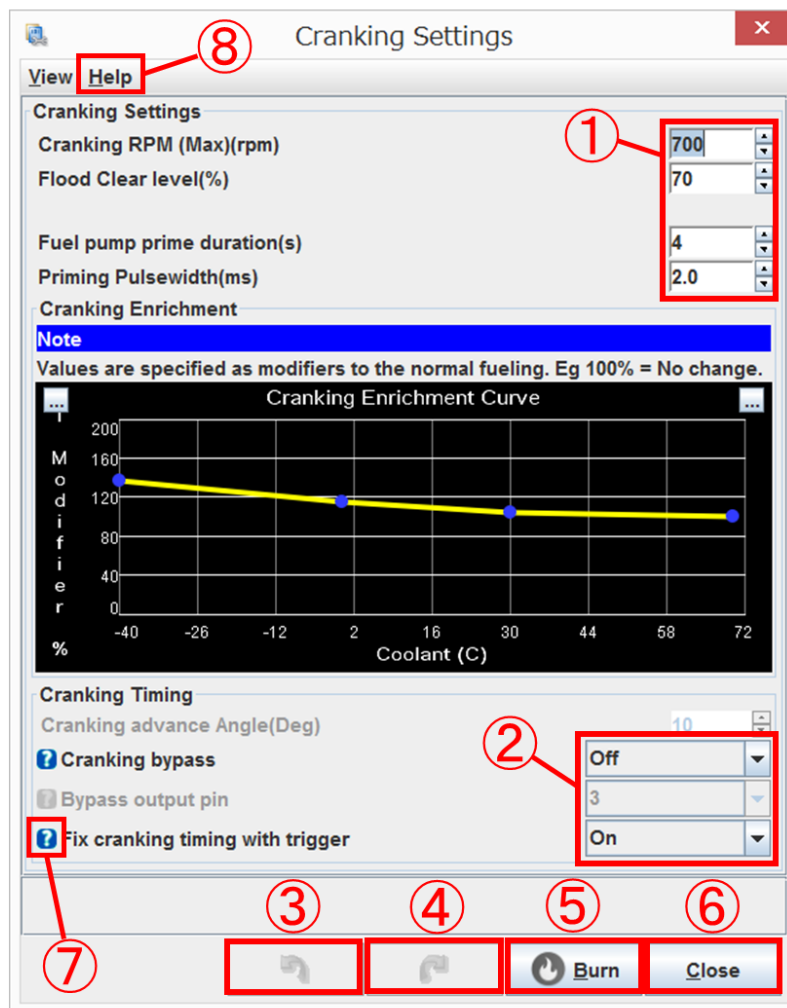 Cranking Settings
⑧
View Help
Cranking Settings
①
Cranking RPM (Max)(rpm) 700
Flood Clear level(%) 70
Fuel pump prime duration(s) 4
Priming Pulsewidth(ms) 2.0
Cranking Enrichment
Note
Values are specified as modifiers to the normal fueling. Eg 100% = No change.
... Cranking Enrichment Curve ...
Modifier %
200
160
120
80
40
0
-40 -26 -12 2 16 30 44 58 72
Coolant (C)
Cranking Timing
Cranking advance Angle(Deg) 10
②
? Cranking bypass Off
? Bypass output pin 3
? Fix cranking timing with trigger On
③ ④ ⑤ ⑥
⑦
Burn Close